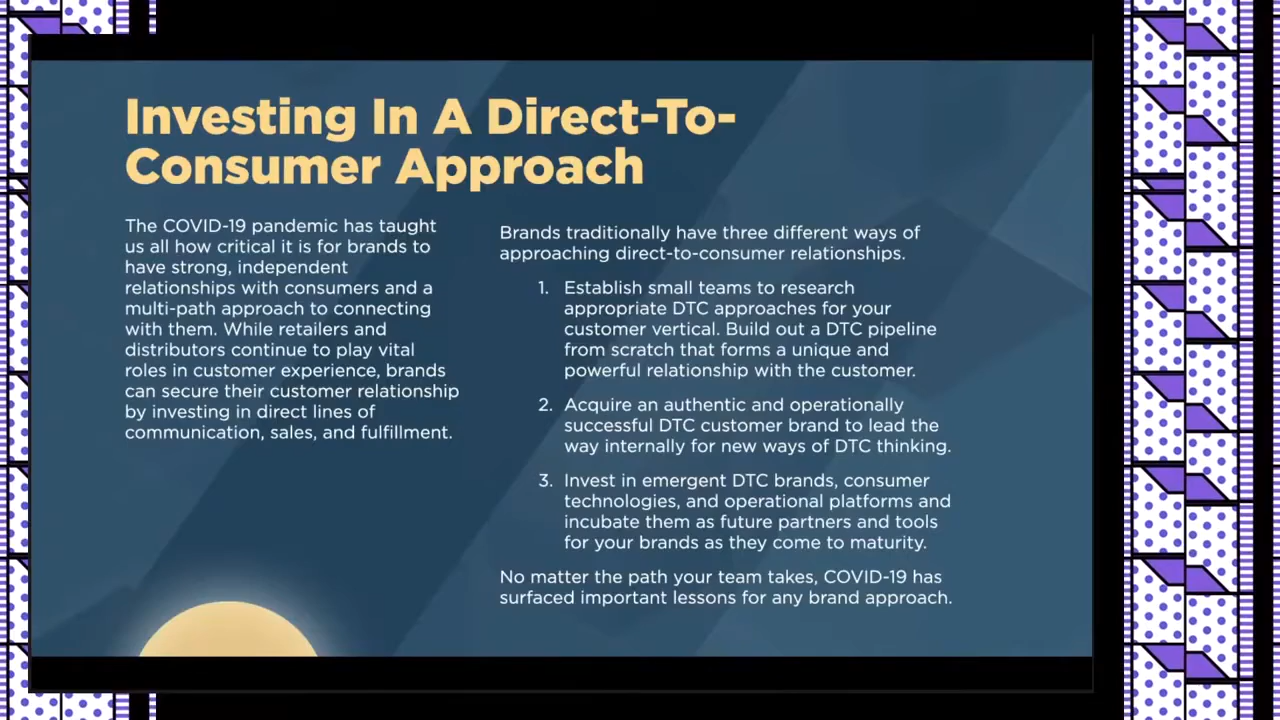 Investing In A Direct-To-
Consumer Approach
The COVID-19 pandemic has taught
us all how critical it is for brands to
have strong, independent
relationships with consumers and a
multi-path approach to connecting
with them. While retailers and
distributors continue to play vital
roles in customer experience, brands
can secure their customer relationship
by investing in direct lines of
communication, sales, and fulfillment.
Brands traditionally have three different ways of
approaching direct-to-consumer relationships.
1. Establish small teams to research
appropriate DTC approaches for your
customer vertical. Build out a DTC pipeline
from scratch that forms a unique and
powerful relationship with the customer.
2. Acquire an authentic and operationally
successful DTC customer brand to lead the
way internally for new ways of DTC thinking.
3. Invest in emergent DTC brands, consumer
technologies, and operational platforms and
incubate them as future partners and tools
for your brands as they come to maturity.
No matter the path your team takes, COVID-19 has
surfaced important lessons for any brand approach.